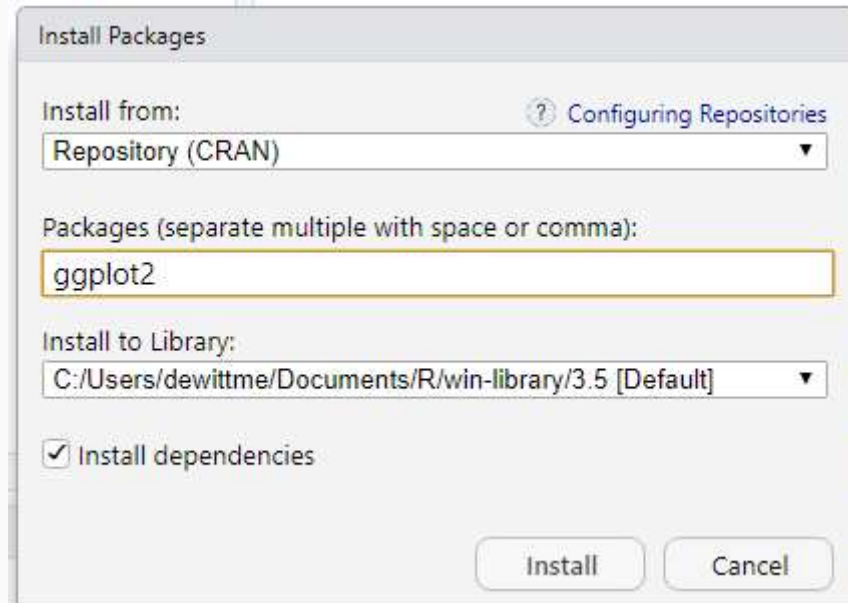 Install Packages
Install from:
? Configuring Repositories
Repository (CRAN)
Packages (separate multiple with space or comma):
ggplot2
Install to Library:
C:/Users/dewittme/Documents/R/win-library/3.5 [Default]
Install dependencies
Install
Cancel